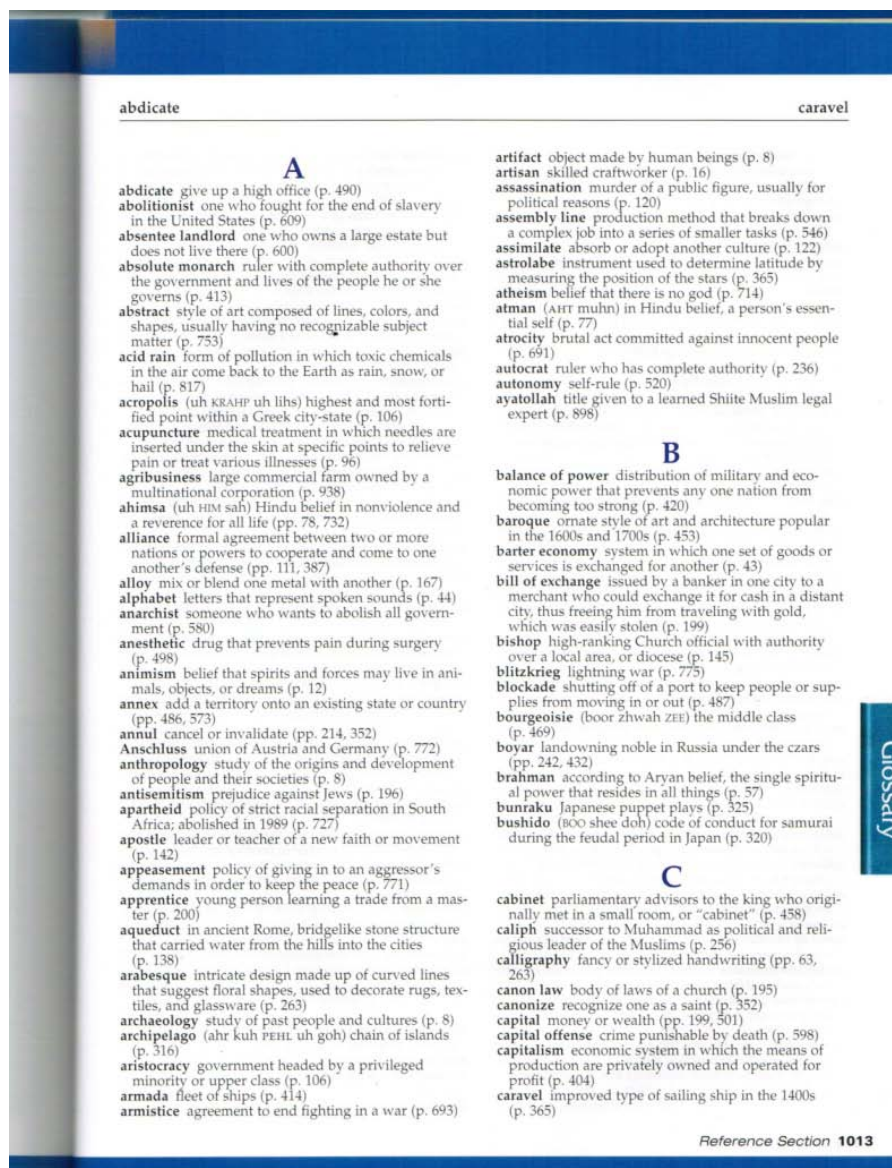 abdicate
caravel
A
abdicate give up a high office (p. 490)
abolitionist one who fought for the end of slavery
in the United States (p. 609)
absentee landlord one who owns a large estate but
does not live there (p. 600)
absolute monarch ruler with complete authority over
the government and lives of the people he or she
governs (p. 413)
abstract style of art composed of lines, colors, and
shapes, usually having no recognizable subject
matter (p. 753)
acid rain form of pollution in which toxic chemicals
in the air come back to the Earth as rain, snow, or
hail (p. 817)
acropolis (uh KRAHP uh lihs) highest and most forti-
fied point within a Greek city-state (p. 106)
acupuncture medical treatment in which needles are
inserted under the skin at specific points to relieve
pain or treat various illnesses (p. 96)
agribusiness large commercial farm owned by a
multinational corporation (p. 938)
ahimsa (uh HIM sah) Hindu belief in nonviolence and
a reverence for all life (pp. 78, 732)
alliance formal agreement between two or more
nations or powers to cooperate and come to one
another's defense (pp. 111, 387)
alloy mix or blend one metal with another (p. 167)
alphabet letters that represent spoken sounds (p. 44)
anarchist someone who wants to abolish all govern-
ment (p. 580)
anesthetic drug that prevents pain during surgery
(p. 498)
animism belief that spirits and forces may live in ani-
mals, objects, or dreams (p. 12)
annex add a territory onto an existing state or country
(pp. 486, 573)
annul cancel or invalidate (pp. 214, 352)
Anschluss union of Austria and Germany (p. 772)
anthropology study of the origins and development
of people and their societies (p. 8)
antisemitism prejudice against Jews (p. 196)
apartheid policy of strict racial separation in South
Africa; abolished in 1989 (p. 727)
apostle leader or teacher of a new faith or movement
(p. 142)
appeasement policy of giving in to an aggressor's
demands in order to keep the peace (p. 771)
apprentice young person learning a trade from a mas-
ter (p. 200)
aqueduct in ancient Rome, bridgelike stone structure
that carried water from the hills into the cities
(p. 138)
arabesque intricate design made up of curved lines
that suggest floral shapes, used to decorate rugs, tex-
tiles, and glassware (p. 263)
archaeology study of past people and cultures (p. 8)
archipelago (ahr kuh PEHL uh goh) chain of islands
(p. 316)
aristocracy government headed by a privileged
minority or upper class (p. 106)
armada fleet of ships (p. 414)
armistice agreement to end fighting in a war (p. 693)
artifact object made by human beings (p. 8)
artisan skilled craftworker (p. 16)
assassination murder of a public figure, usually for
political reasons (p. 120)
assembly line production method that breaks down
a complex job into a series of smaller tasks (p. 546)
assimilate absorb or adopt another culture (p. 122)
astrolabe instrument used to determine latitude by
measuring the position of the stars (p. 365)
atheism belief that there is no god (p. 714)
atman (AHT muhn) in Hindu belief, a person's essen-
tial self (p. 77)
atrocity brutal act committed against innocent people
(p. 691)
autocrat ruler who has complete authority (p. 236)
autonomy self-rule (p. 520)
ayatollah title given to a learned Shiite Muslim legal
expert (p. 898)
B
balance of power distribution of military and eco-
nomic power that prevents any one nation from
becoming too strong (p. 420)
baroque ornate style of art and architecture popular
in the 1600s and 1700s (p. 453)
barter economy system in which one set of goods or
services is exchanged for another (p. 43)
bill of exchange issued by a banker in one city to a
merchant who could exchange it for cash in a distant
city, thus freeing him from traveling with gold,
which was easily stolen (p. 199)
bishop high-ranking Church official with authority
over a local area, or diocese (p. 145)
blitzkrieg lightning war (p. 775)
blockade shutting off of a port to keep people or sup-
plies from moving in or out (p. 487)
bourgeoisie (boor zhwah ZEE) the middle class
(p. 469)
boyar landowning noble in Russia under the czars
(pp. 242, 432)
brahman according to Aryan belief, the single spiritu-
al power that resides in all things (p. 57)
bunraku Japanese puppet plays (p. 325)
bushido (BOO shee doh) code of conduct for samurai
during the feudal period in Japan (p. 320)
C
cabinet parliamentary advisors to the king who origi-
nally met in a small room, or "cabinet" (p. 458)
caliph successor to Muhammad as political and reli-
gious leader of the Muslims (p. 256)
calligraphy fancy or stylized handwriting (pp. 63,
263)
canon law body of laws of a church (p. 195)
canonize recognize one as a saint (p. 352)
capital money or wealth (pp. 199, 501)
capital offense crime punishable by death (p. 598)
capitalism economic system in which the means of
production are privately owned and operated for
profit (p. 404)
caravel improved type of sailing ship in the 1400s
(p. 365)
Glossary
Reference Section 1013